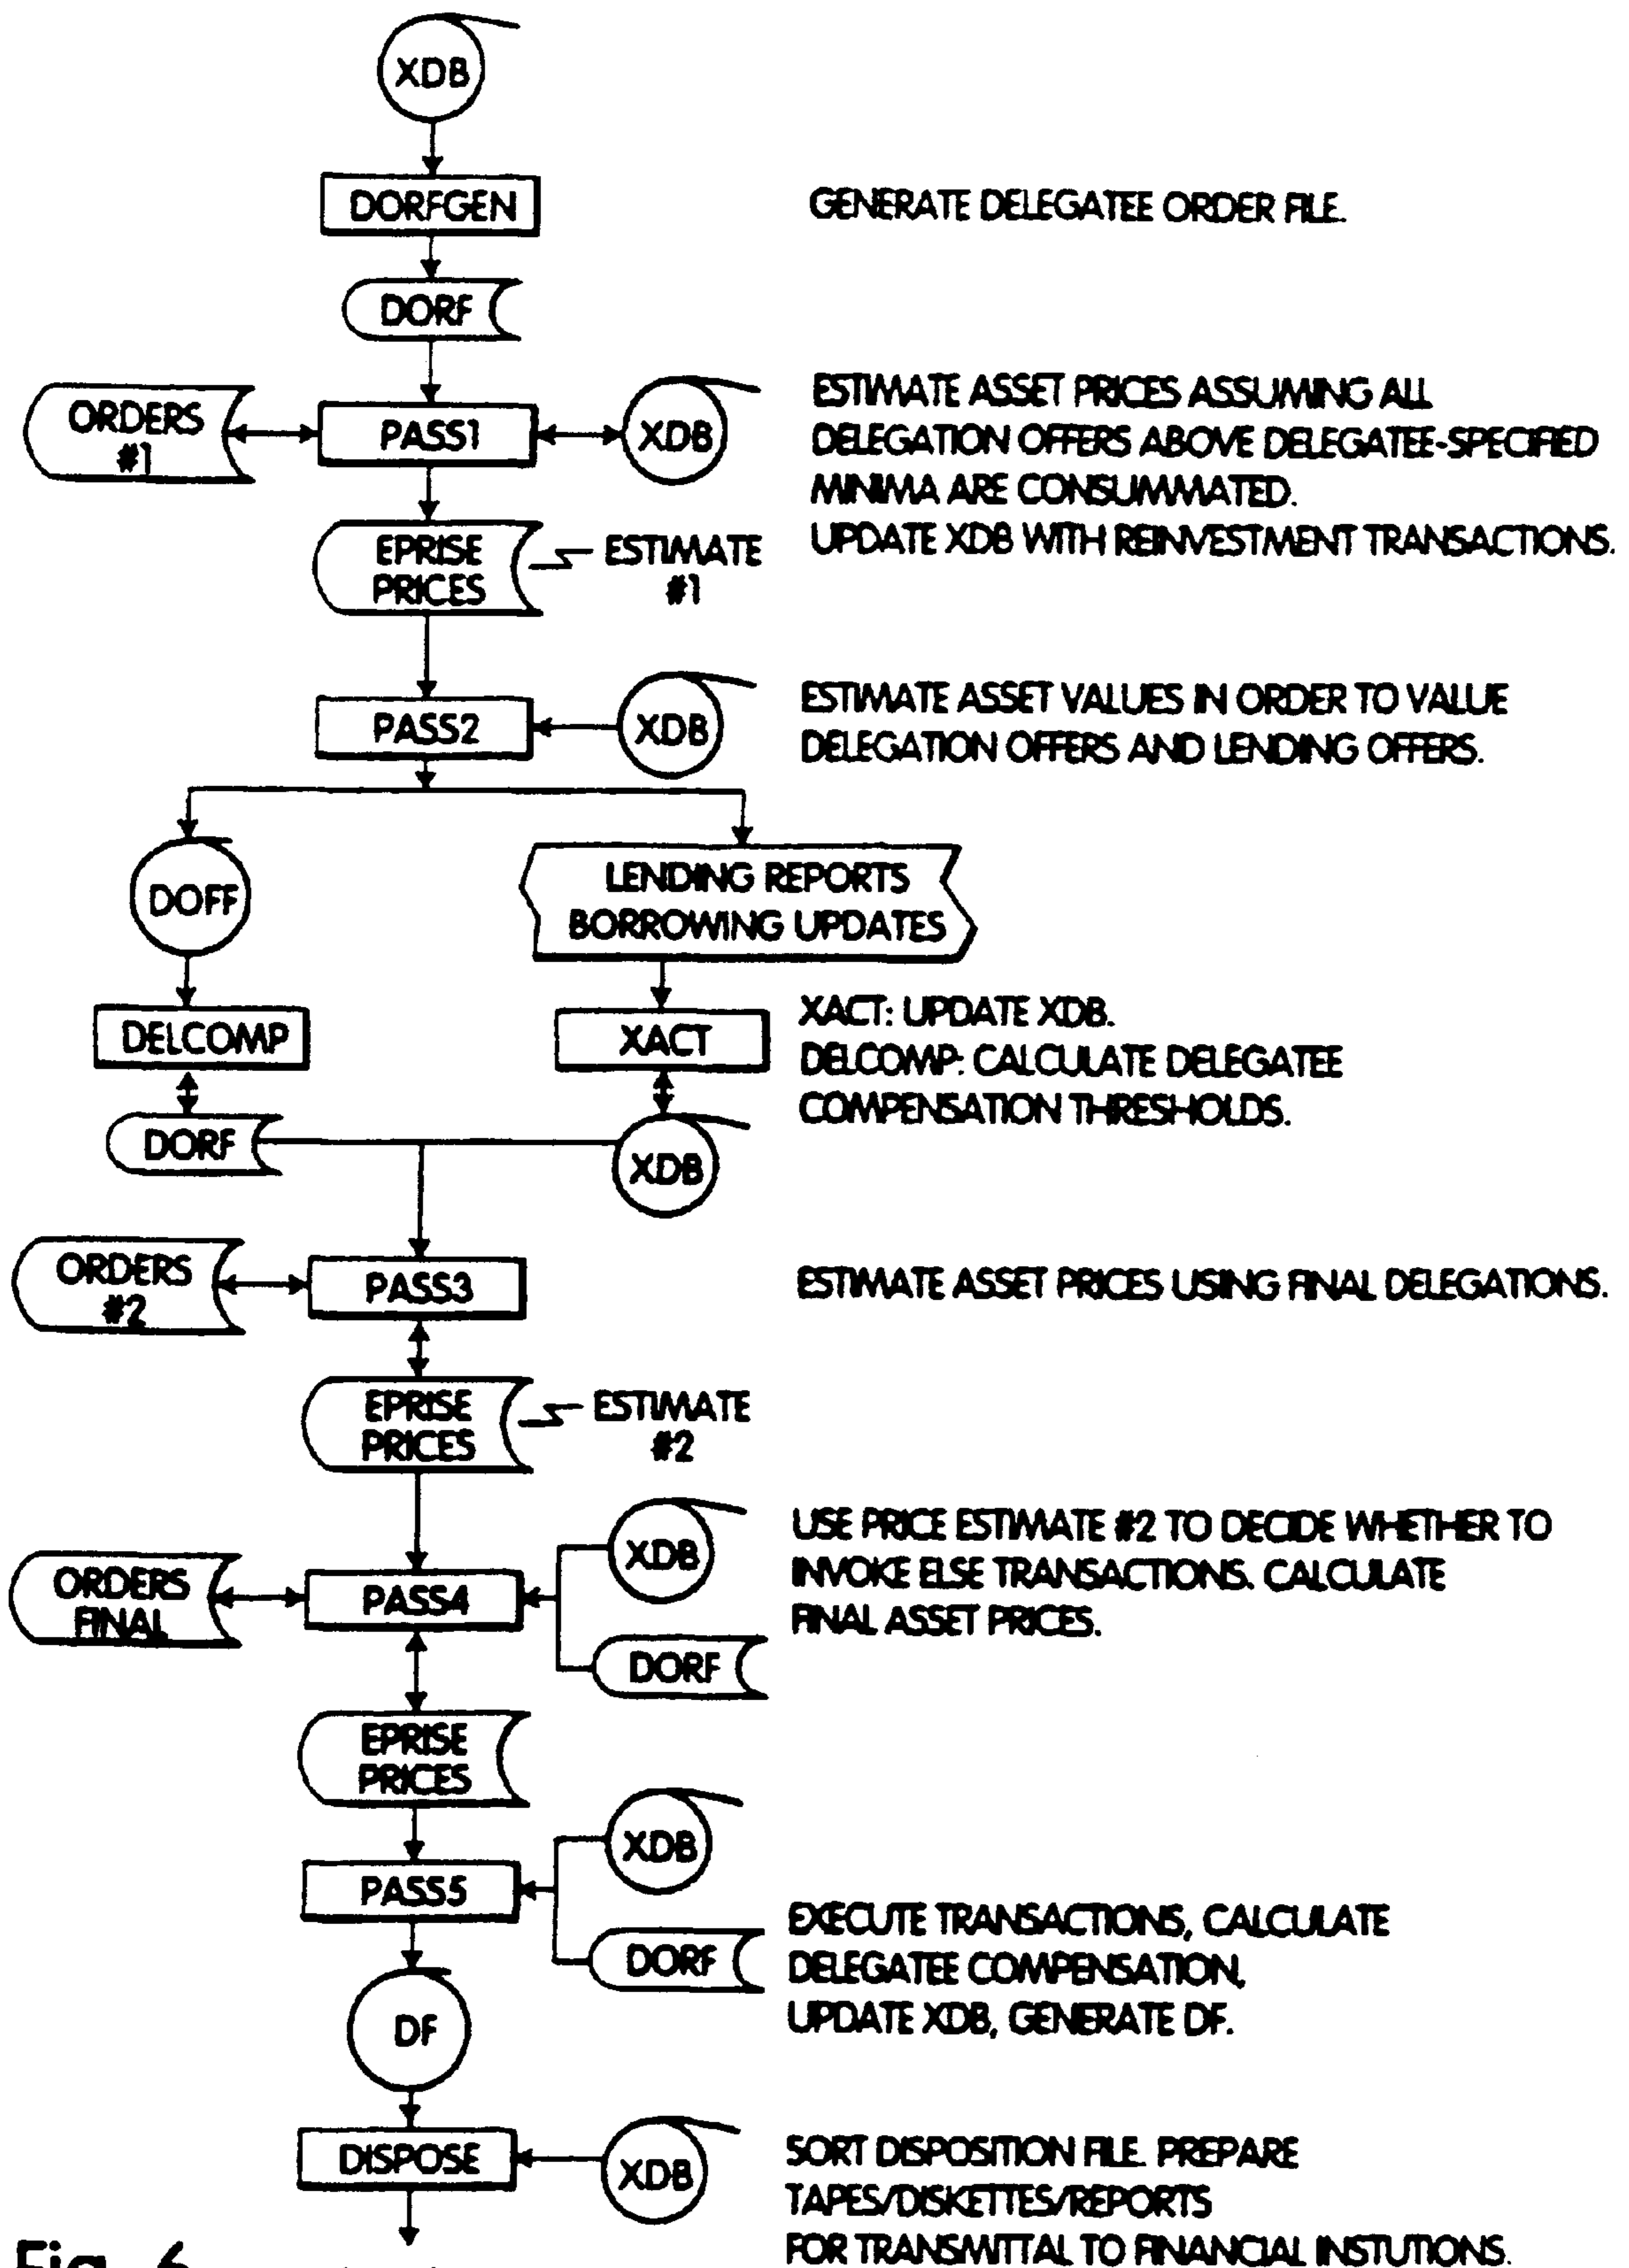 XDB
DORFGEN
GENERATE DELEGATEE ORDER FILE.
DORF
ORDERS
#1
PASS1
XDB
ESTIMATE ASSET PRICES ASSUMING ALL
DELEGATION OFFERS ABOVE DELEGATEE-SPECIFIED
MINIMA ARE CONSUMMATED.
UPDATE XDB WITH REINVESTMENT TRANSACTIONS.
EPRISE
PRICES
ESTIMATE
#1
PASS2
XDB
ESTIMATE ASSET VALUES IN ORDER TO VALUE
DELEGATION OFFERS AND LENDING OFFERS.
DOFF
LENDING REPORTS
BORROWING UPDATES
DELCOMP
XACT
XACT: UPDATE XDB.
DELCOMP: CALCULATE DELEGATEE
COMPENSATION THRESHOLDS.
DORF
XDB
ORDERS
#2
PASS3
ESTIMATE ASSET PRICES USING FINAL DELEGATIONS.
EPRISE
PRICES
ESTIMATE
#2
XDB
USE PRICE ESTIMATE #2 TO DECIDE WHETHER TO
INVOKE ELSE TRANSACTIONS. CALCULATE
FINAL ASSET PRICES.
ORDERS
FINAL
PASS4
DORF
EPRISE
PRICES
XDB
PASS5
DORF
EXECUTE TRANSACTIONS, CALCULATE
DELEGATEE COMPENSATION,
UPDATE XDB, GENERATE DF.
DF
DISPOSE
XDB
SORT DISPOSITION FILE. PREPARE
TAPES/DISKETTES/REPORTS
FOR TRANSMITTAL TO FINANCIAL INSTUTIONS.
Fig. 6